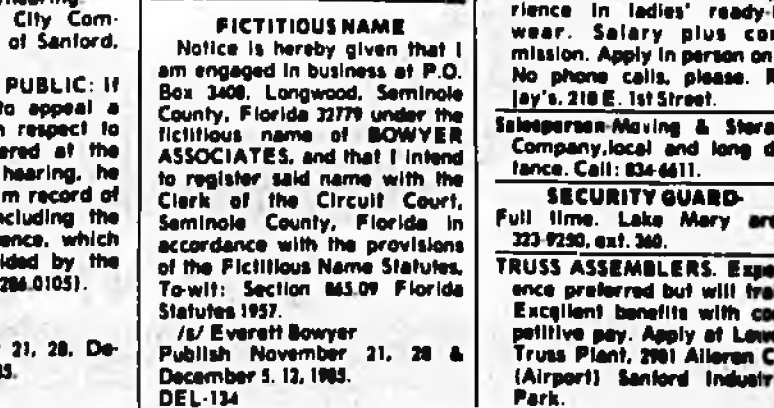 City Com-
of Sanford,
PUBLIC: If
to appeal a
respect to
ered at the
hearing, he
m record of
including the
ence, which
ided by the
286.0105).
21, 28, De-
FICTITIOUS NAME
Notice is hereby given that I
am engaged in business at P.O.
Box 3408, Longwood, Seminole
County, Florida 32779 under the
fictitious name of BOWYER
ASSOCIATES, and that I intend
to register said name with the
Clerk of the Circuit Court,
Seminole County, Florida in
accordance with the provisions
of the Fictitious Name Statutes,
To-wit: Section 865.09 Florida
Statutes 1957.
/s/ Everett Bowyer
Publish November 21, 28 &
December 5, 12, 1985.
DEL-134
rience in ladies' ready-
wear. Salary plus com
mission. Apply in person on
No phone calls, please. R
Jay's, 218 E. 1st Street.
Salesperson-Moving & Stora
Company, local and long d
tance. Call: 834-6611.
SECURITY GUARD-
Full time. Lake Mary ar
323-9250, ext. 360.
TRUSS ASSEMBLERS. Expe
ence preferred but will tra
Excellent benefits with co
petitive pay. Apply at Low
Truss Plant, 2901 Aileron C
(Airport) Sanford Industr
Park.